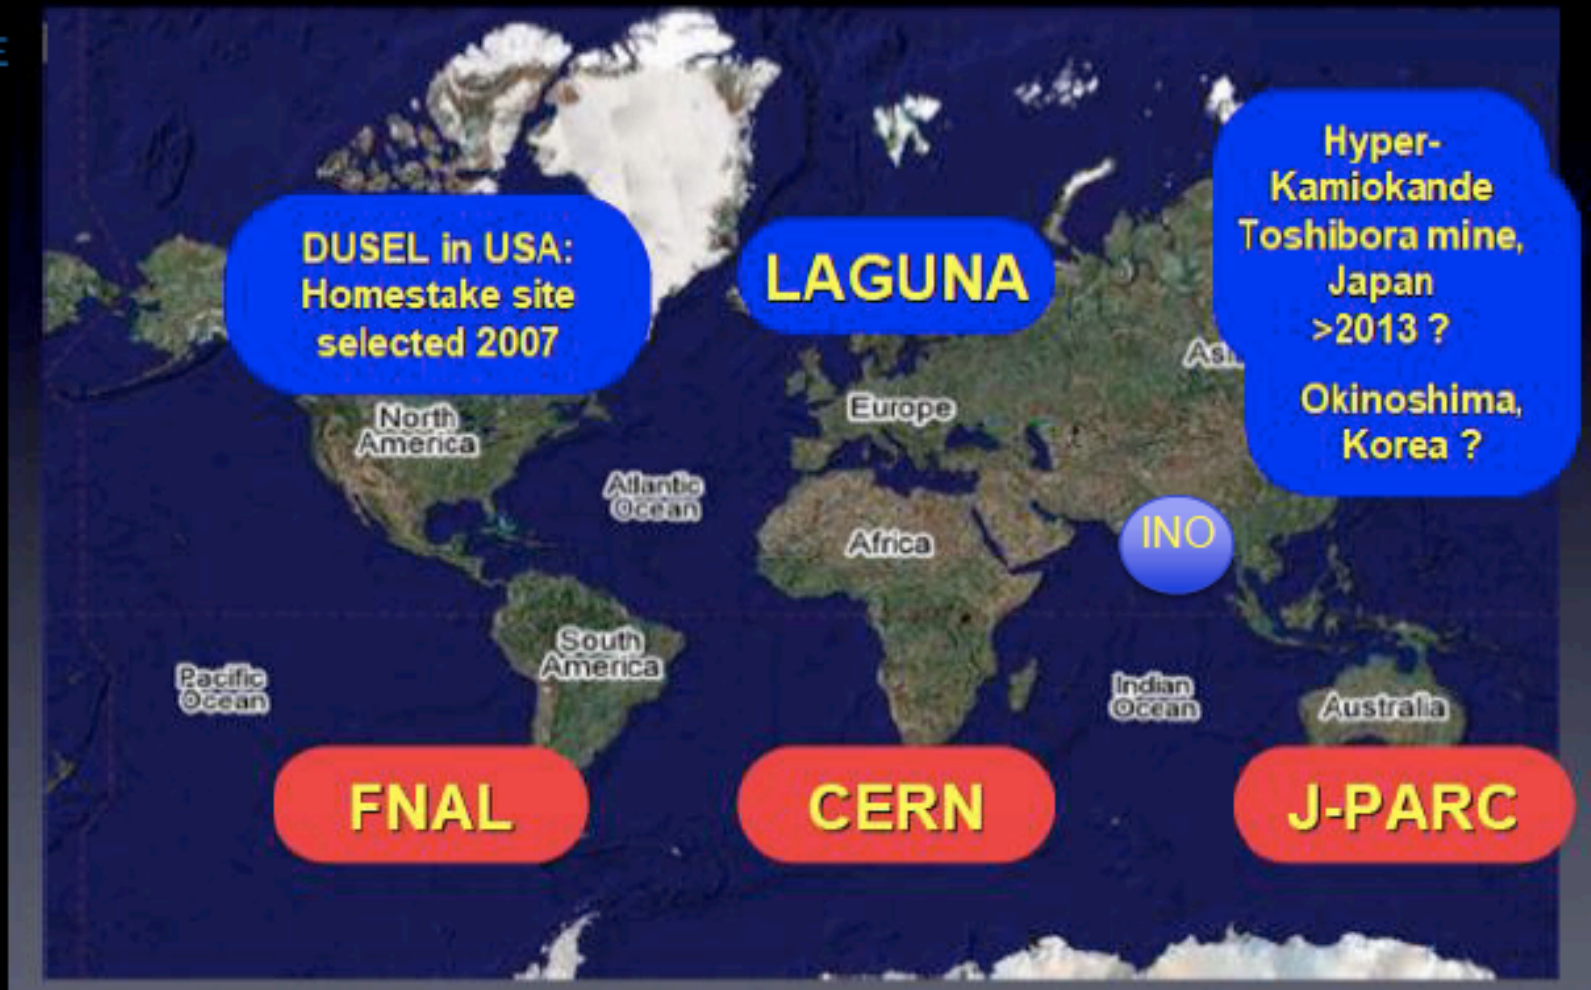 DUSEL in USA:
Homestake site
selected 2007
LAGUNA
Hyper-
Kamiokande
Toshibora mine,
Japan
>2013 ?
Okinoshima,
Korea ?
North
America
Europe
Atlantic
Ocean
Africa
INO
South
America
Pacific
Ocean
Indian
Ocean
Australia
FNAL
CERN
J-PARC